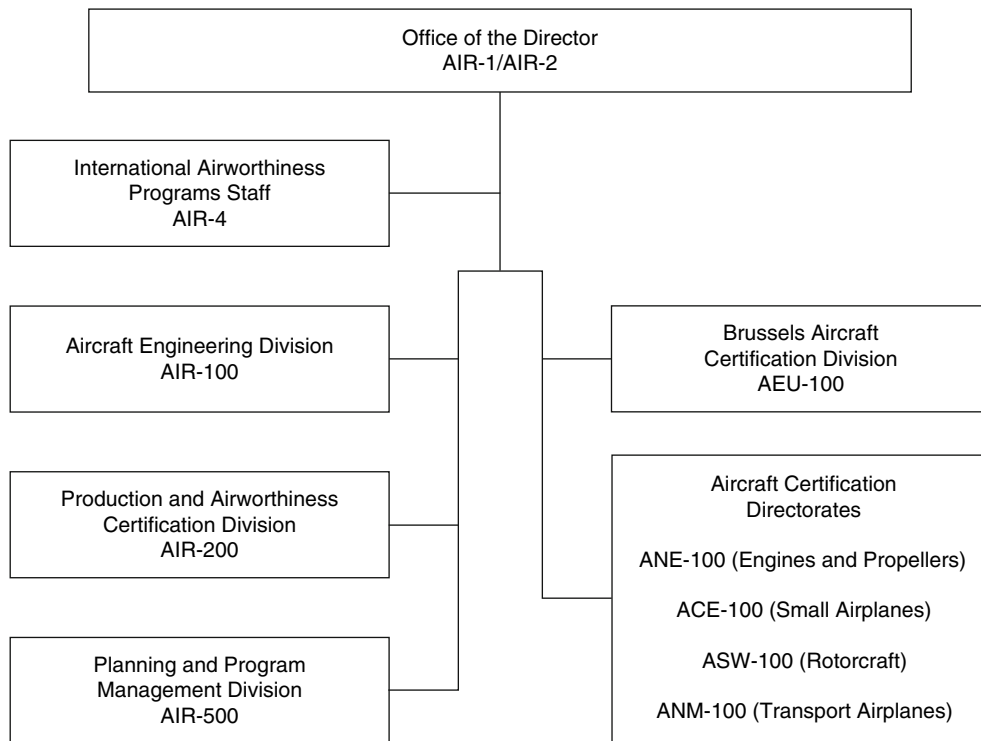 Office of the Director
AIR-1/AIR-2
International Airworthiness
Programs Staff
AIR-4
Aircraft Engineering Division
AIR-100
Brussels Aircraft
Certification Division
AEU-100
Production and Airworthiness
Certification Division
AIR-200
Aircraft Certification
Directorates
ANE-100 (Engines and Propellers)
ACE-100 (Small Airplanes)
ASW-100 (Rotorcraft)
ANM-100 (Transport Airplanes)
Planning and Program
Management Division
AIR-500